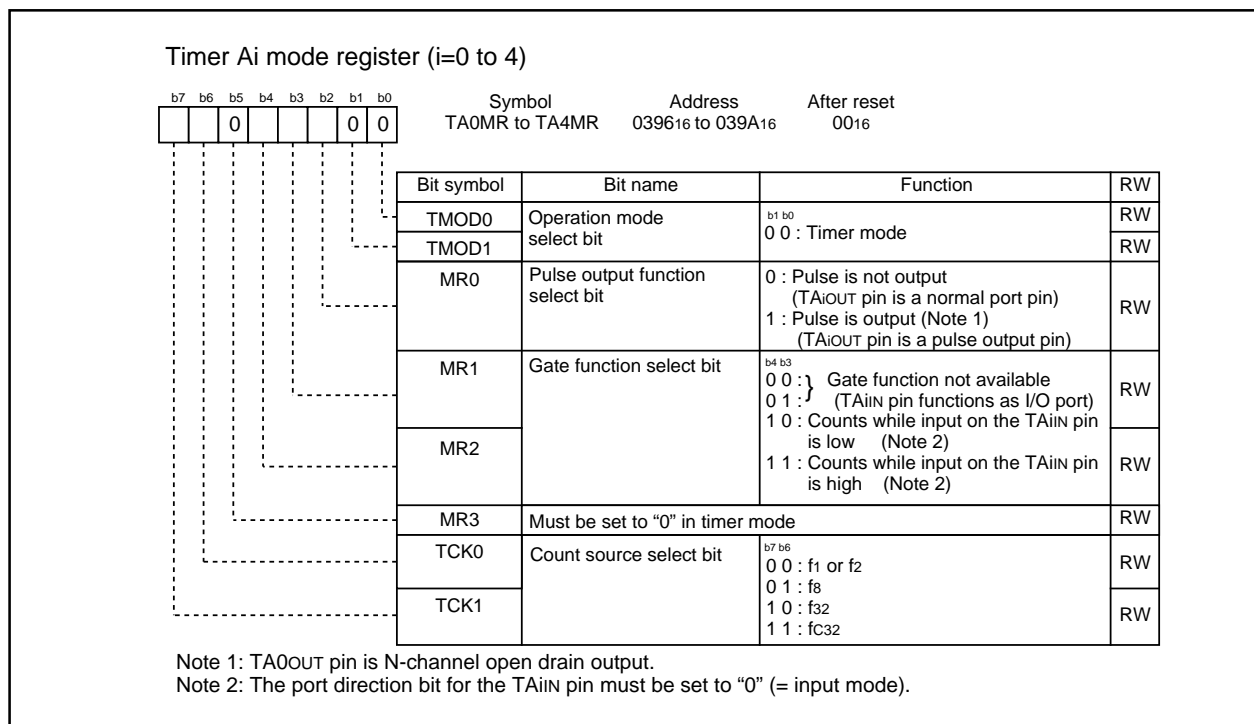 Timer Ai mode register (i=0 to 4)
b7 b6 b5 b4 b3 b2 b1 b0
0 0 0
Symbol Address After reset
TA0MR to TA4MR 039616 to 039A16 0016
Bit symbol Bit name Function RW
TMOD0 Operation mode select bit b1 b0 RW
0 0 : Timer mode
TMOD1 RW
MR0 Pulse output function select bit 0 : Pulse is not output
(TAiOUT pin is a normal port pin)
1 : Pulse is output (Note 1)
(TAiOUT pin is a pulse output pin)
RW
MR1 Gate function select bit b4 b3
0 0 : } Gate function not available
0 1 : (TAiIN pin functions as I/O port)
RW
1 0 : Counts while input on the TAiIN pin
is low (Note 2)
MR2
1 1 : Counts while input on the TAiIN pin
is high (Note 2)
RW
MR3 Must be set to “0” in timer mode RW
TCK0 Count source select bit b7 b6
0 0 : f1 or f2
RW
0 1 : f8
TCK1
1 0 : f32
1 1 : fC32
RW
Note 1: TA0OUT pin is N-channel open drain output.
Note 2: The port direction bit for the TAiIN pin must be set to “0” (= input mode).